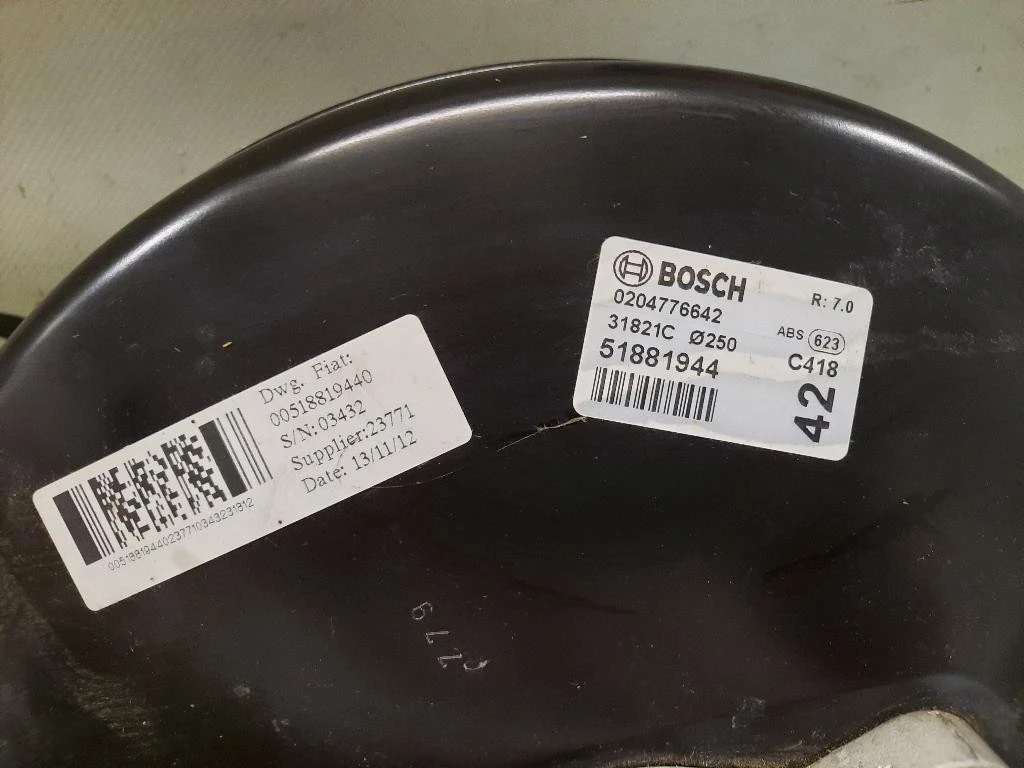 BOSCH
R: 7.0
0204776642
31821C Ø250
ABS 623
51881944
C418
42
Dwg. Fiat:
00518819440
S/N:03432
Supplier:23771
Date: 13/11/12
00518819440237710343231812